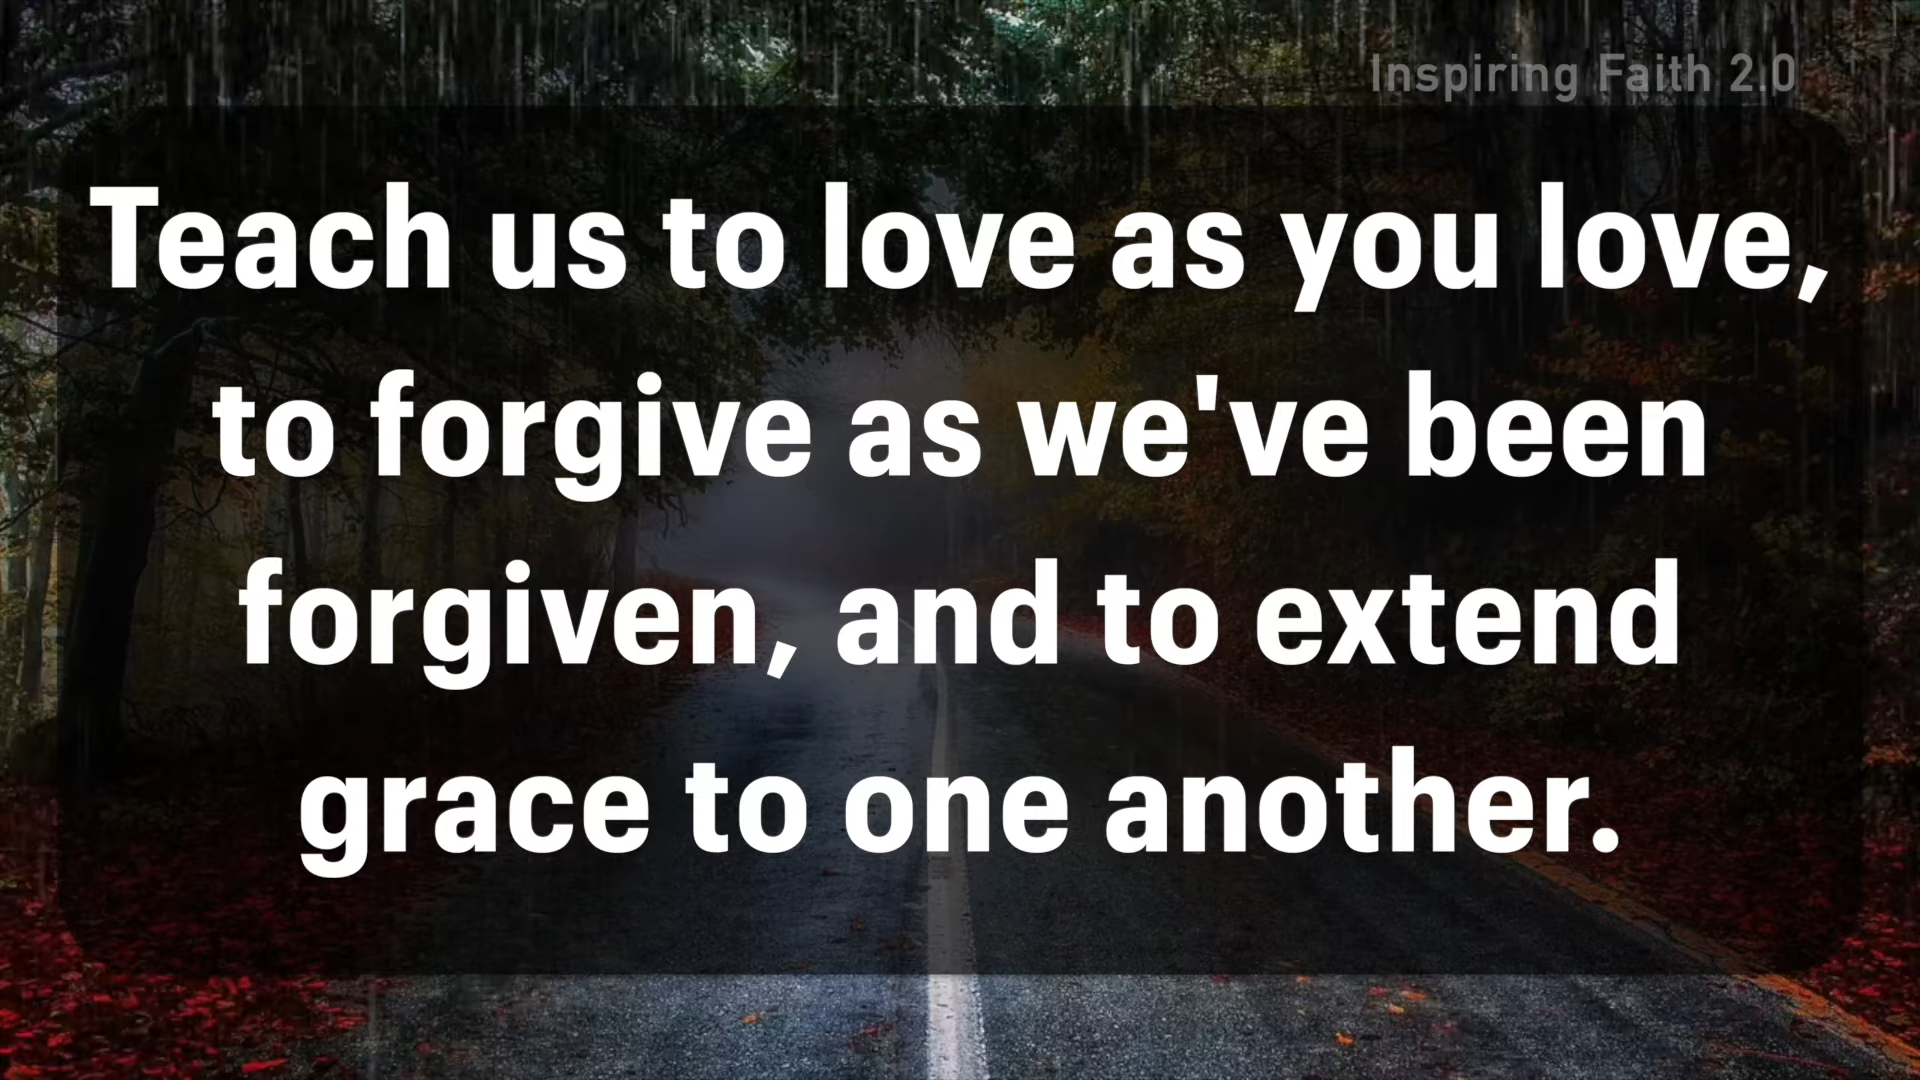 Inspiring Faith 2.0
Teach us to love as you love,
to forgive as we've been
forgiven, and to extend
grace to one another.